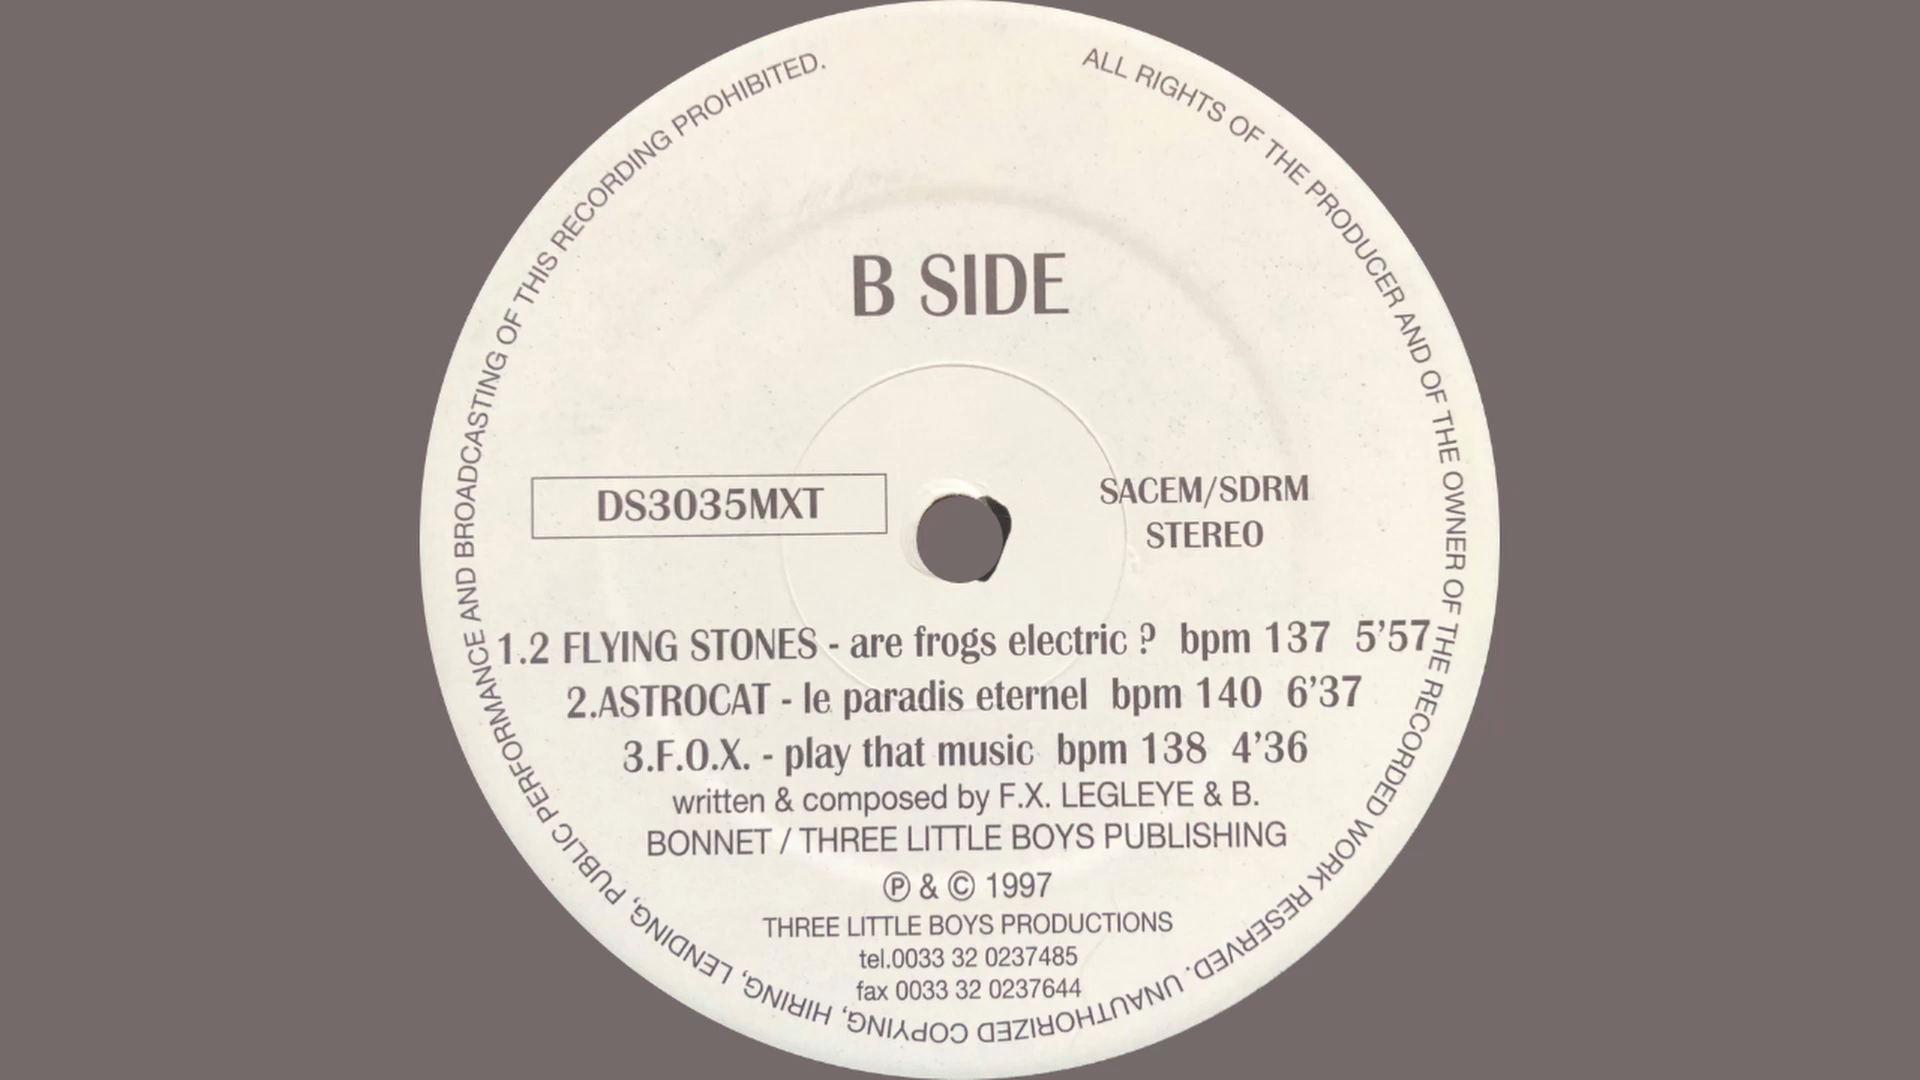 ALL RIGHTS OF THE PRODUCER AND OF THE OWNER OF THE RECORDED WORK RESERVED. UNAUTHORIZED COPYING, HIRING, LENDING, PUBLIC PERFORMANCE AND BROADCASTING OF THIS RECORDING PROHIBITED.
B SIDE
DS3035MXT
SACEM/SDRM
STEREO
1.2 FLYING STONES - are frogs electric ? bpm 137 5'57
2.ASTROCAT - le paradis eternel bpm 140 6'37
3.F.O.X. - play that music bpm 138 4'36
written & composed by F.X. LEGLEYE & B.
BONNET / THREE LITTLE BOYS PUBLISHING
℗ & © 1997
THREE LITTLE BOYS PRODUCTIONS
tel.0033 32 0237485
fax 0033 32 0237644